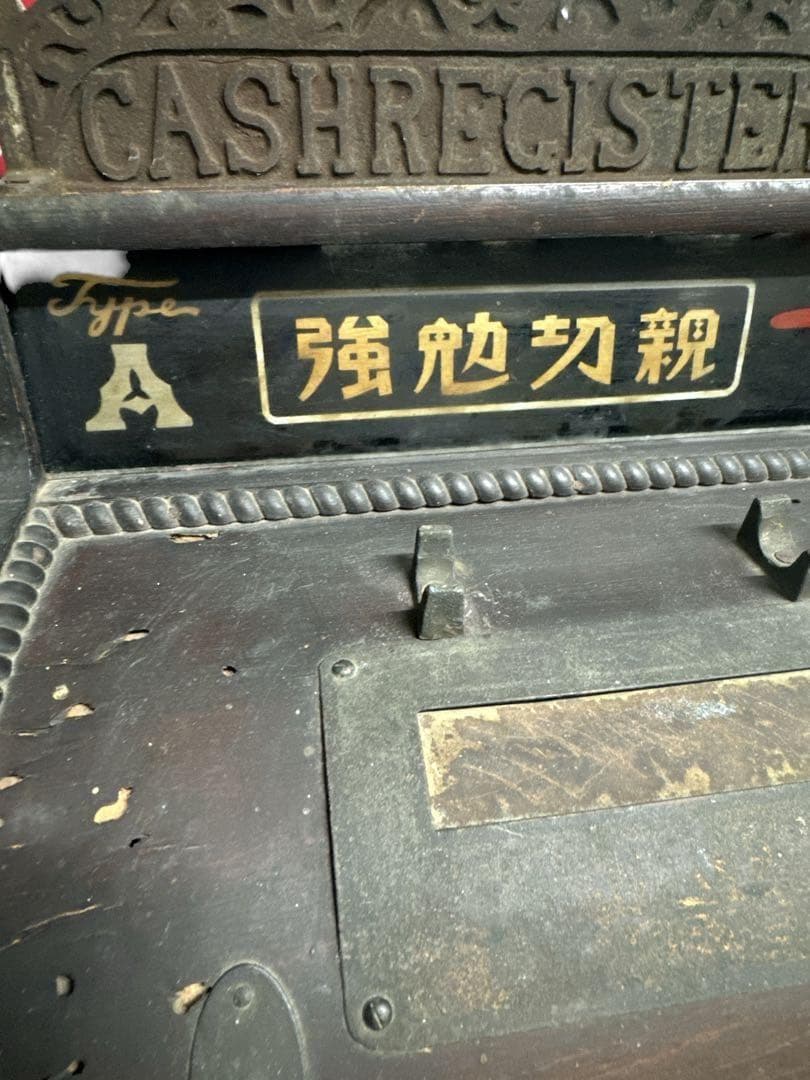 CASHREGISTER
Type
A
強勉切親